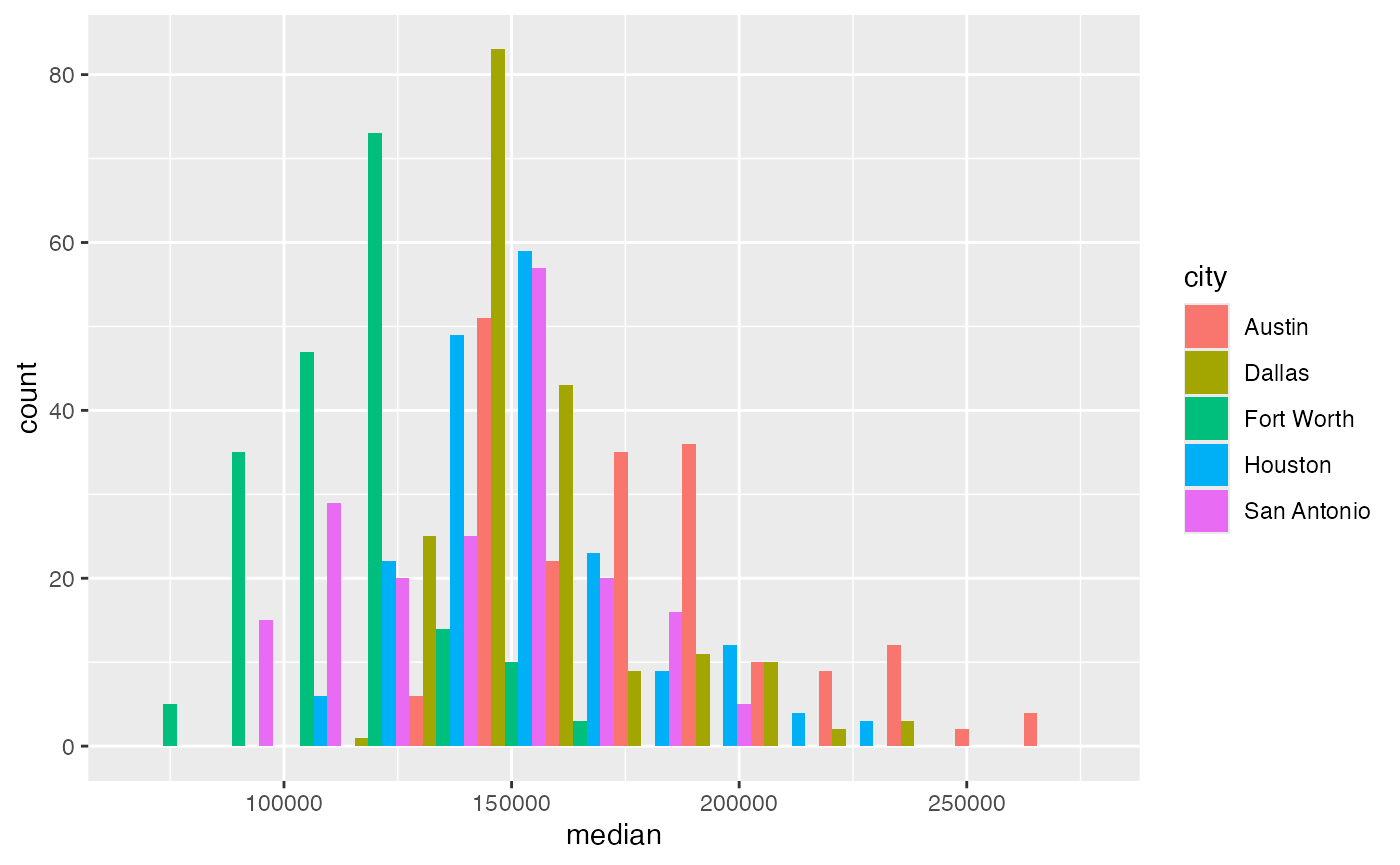 80
60
40
20
0
count
100000
150000
200000
250000
median
city
Austin
Dallas
Fort Worth
Houston
San Antonio